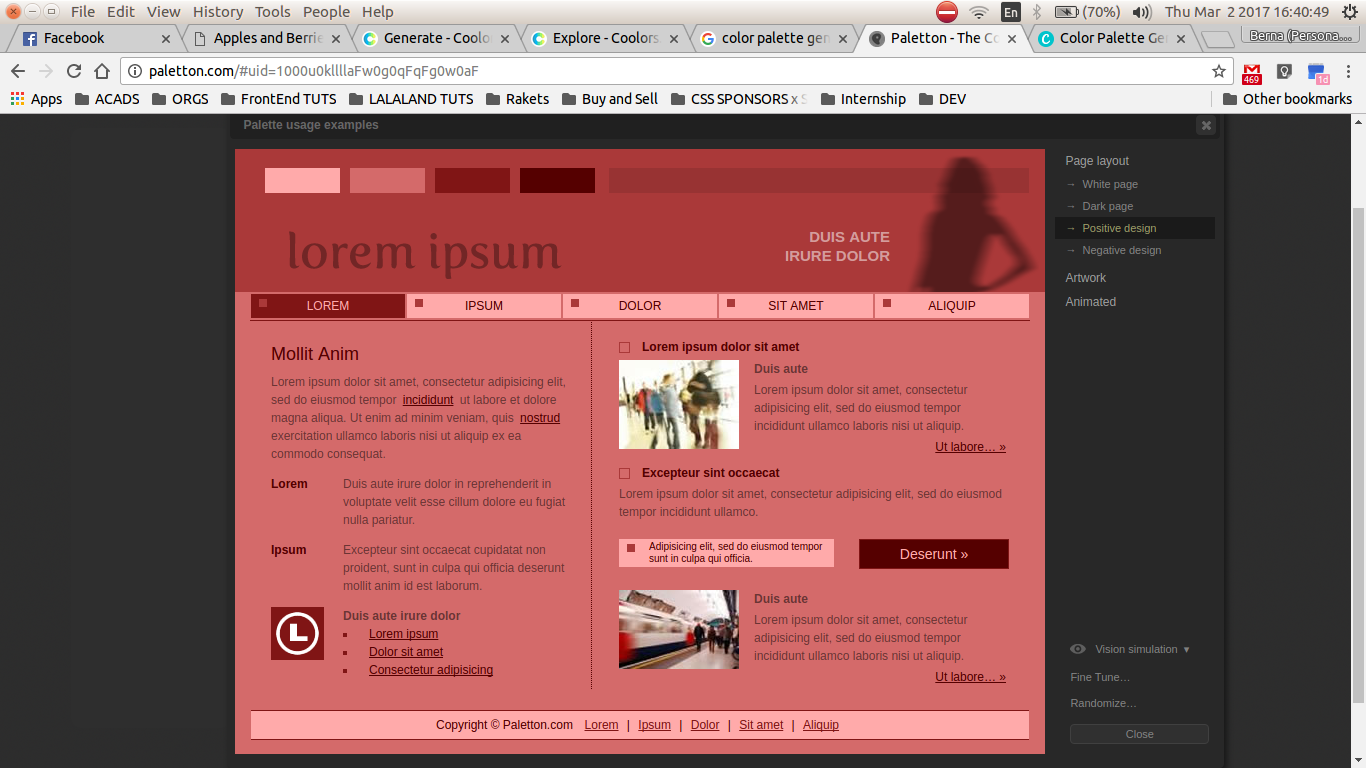 File Edit View History Tools People Help
En (70%) Thu Mar 2 2017 16:40:49
Facebook
Apples and Berrie
Generate - Coolo
Explore - Coolors
color palette gen
Paletton - The Co
Color Palette Ge
Berna (Persona...
paletton.com/#uid=1000u0kllllaFw0g0qFqFg0w0aF
469
1d
Apps ACADS ORGS FrontEnd TUTS LALALAND TUTS Rakets Buy and Sell CSS SPONSORS x S Internship DEV Other bookmarks
Palette usage examples
lorem ipsum
DUIS AUTE
IRURE DOLOR
LOREM IPSUM DOLOR SIT AMET ALIQUIP
Mollit Anim
Lorem ipsum dolor sit amet, consectetur adipisicing elit,
sed do eiusmod tempor incididunt ut labore et dolore
magna aliqua. Ut enim ad minim veniam, quis nostrud
exercitation ullamco laboris nisi ut aliquip ex ea
commodo consequat.
Lorem
Duis aute irure dolor in reprehenderit in
voluptate velit esse cillum dolore eu fugiat
nulla pariatur.
Ipsum
Excepteur sint occaecat cupidatat non
proident, sunt in culpa qui officia deserunt
mollit anim id est laborum.
L
Duis aute irure dolor
Lorem ipsum
Dolor sit amet
Consectetur adipisicing
Lorem ipsum dolor sit amet
Duis aute
Lorem ipsum dolor sit amet, consectetur
adipisicing elit, sed do eiusmod tempor
incididunt ullamco laboris nisi ut aliquip.
Ut labore… »
Excepteur sint occaecat
Lorem ipsum dolor sit amet, consectetur adipisicing elit, sed do eiusmod
tempor incididunt ullamco.
Adipisicing elit, sed do eiusmod tempor
sunt in culpa qui officia.
Deserunt »
Duis aute
Lorem ipsum dolor sit amet, consectetur
adipisicing elit, sed do eiusmod tempor
incididunt ullamco laboris nisi ut aliquip.
Ut labore… »
Copyright © Paletton.com Lorem | Ipsum | Dolor | Sit amet | Aliquip
Page layout
→ White page
→ Dark page
→ Positive design
→ Negative design
Artwork
Animated
Vision simulation ▾
Fine Tune…
Randomize…
Close